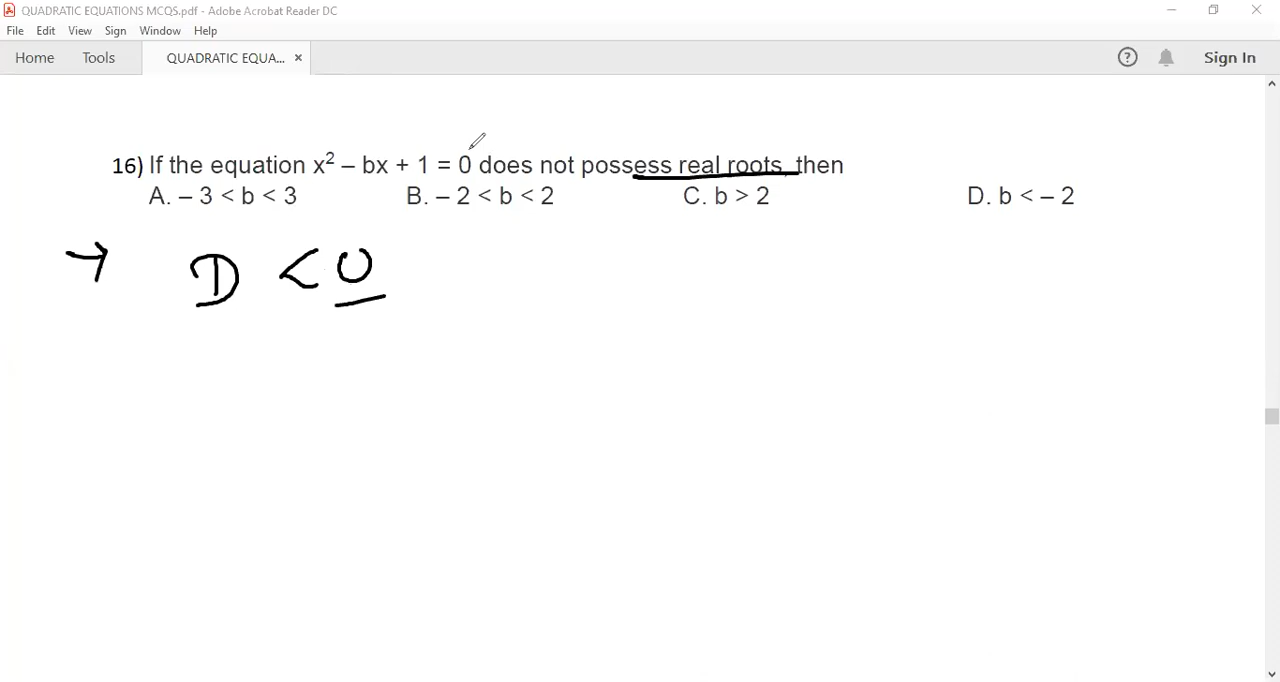 QUADRATIC EQUATIONS MCQS.pdf - Adobe Acrobat Reader DC
File Edit View Sign Window Help
Home Tools QUADRATIC EQUA... × Sign In
16) If the equation x² – bx + 1 = 0 does not possess real roots, then
A. – 3 < b < 3 B. – 2 < b < 2 C. b > 2 D. b < – 2
→ D < 0